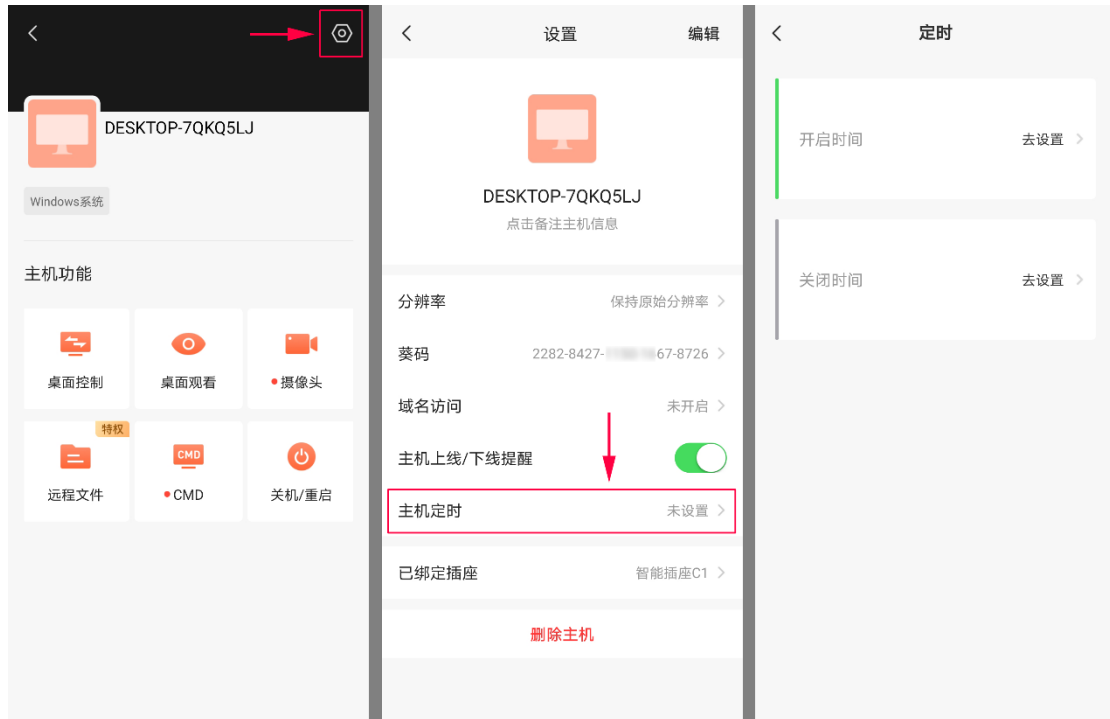 DESKTOP-7QKQ5LJ
Windows系统
主机功能
桌面控制
桌面观看
摄像头
特权
远程文件
CMD
CMD
关机/重启
设置
编辑
DESKTOP-7QKQ5LJ
点击备注主机信息
分辨率 保持原始分辨率
葵码 2282-8427- 67-8726
域名访问 未开启
主机上线/下线提醒
主机定时 未设置
已绑定插座 智能插座C1
删除主机
定时
开启时间 去设置
关闭时间 去设置